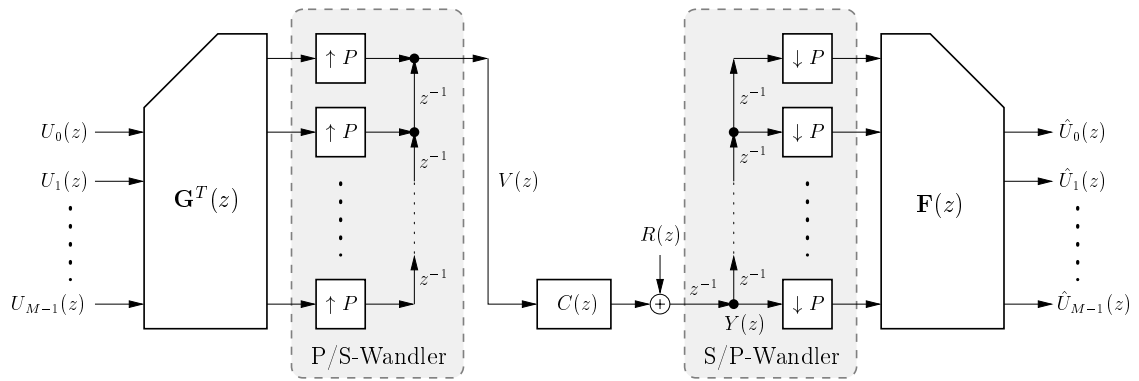 U_0(z)
U_1(z)
U_{M−1}(z)
G^T(z)
↑ P
↑ P
↑ P
z^{−1}
z^{−1}
z^{−1}
P/S-Wandler
V(z)
C(z)
R(z)
+
z^{−1}
Y(z)
z^{−1}
z^{−1}
z^{−1}
↓ P
↓ P
↓ P
S/P-Wandler
F(z)
Û_0(z)
Û_1(z)
Û_{M−1}(z)